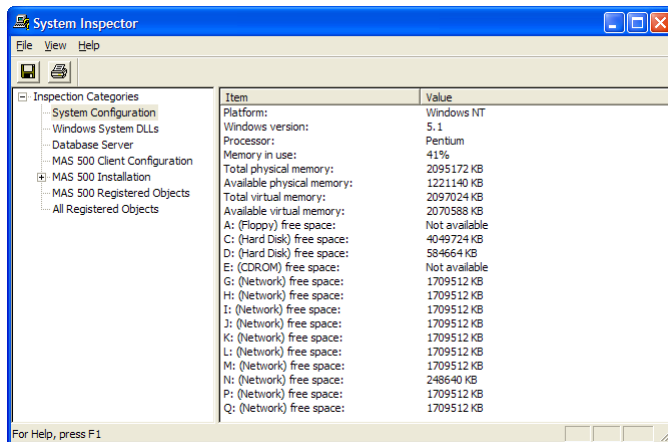 System Inspector
File View Help
Inspection Categories
System Configuration
Windows System DLLs
Database Server
MAS 500 Client Configuration
MAS 500 Installation
MAS 500 Registered Objects
All Registered Objects
Item Value
Platform: Windows NT
Windows version: 5.1
Processor: Pentium
Memory in use: 41%
Total physical memory: 2095172 KB
Available physical memory: 1221140 KB
Total virtual memory: 2097024 KB
Available virtual memory: 2070588 KB
A: (Floppy) free space: Not available
C: (Hard Disk) free space: 4049724 KB
D: (Hard Disk) free space: 584664 KB
E: (CDROM) free space: Not available
G: (Network) free space: 1709512 KB
H: (Network) free space: 1709512 KB
I: (Network) free space: 1709512 KB
J: (Network) free space: 1709512 KB
K: (Network) free space: 1709512 KB
L: (Network) free space: 1709512 KB
M: (Network) free space: 1709512 KB
N: (Network) free space: 248640 KB
P: (Network) free space: 1709512 KB
Q: (Network) free space: 1709512 KB
For Help, press F1